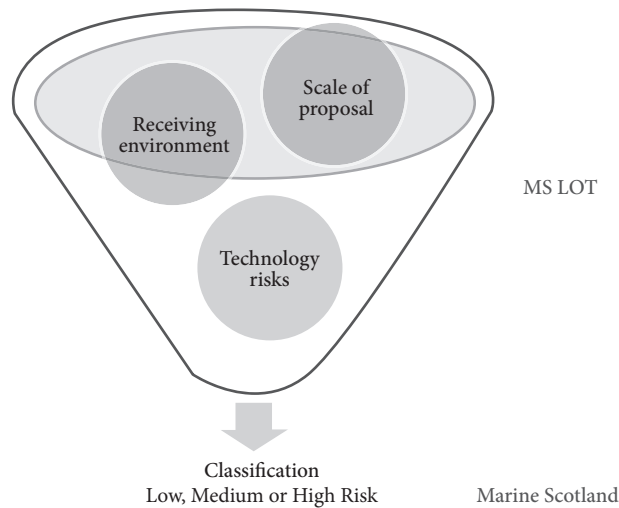 Scale of
proposal
Receiving
environment
MS LOT
Technology
risks
Classification
Low, Medium or High Risk
Marine Scotland